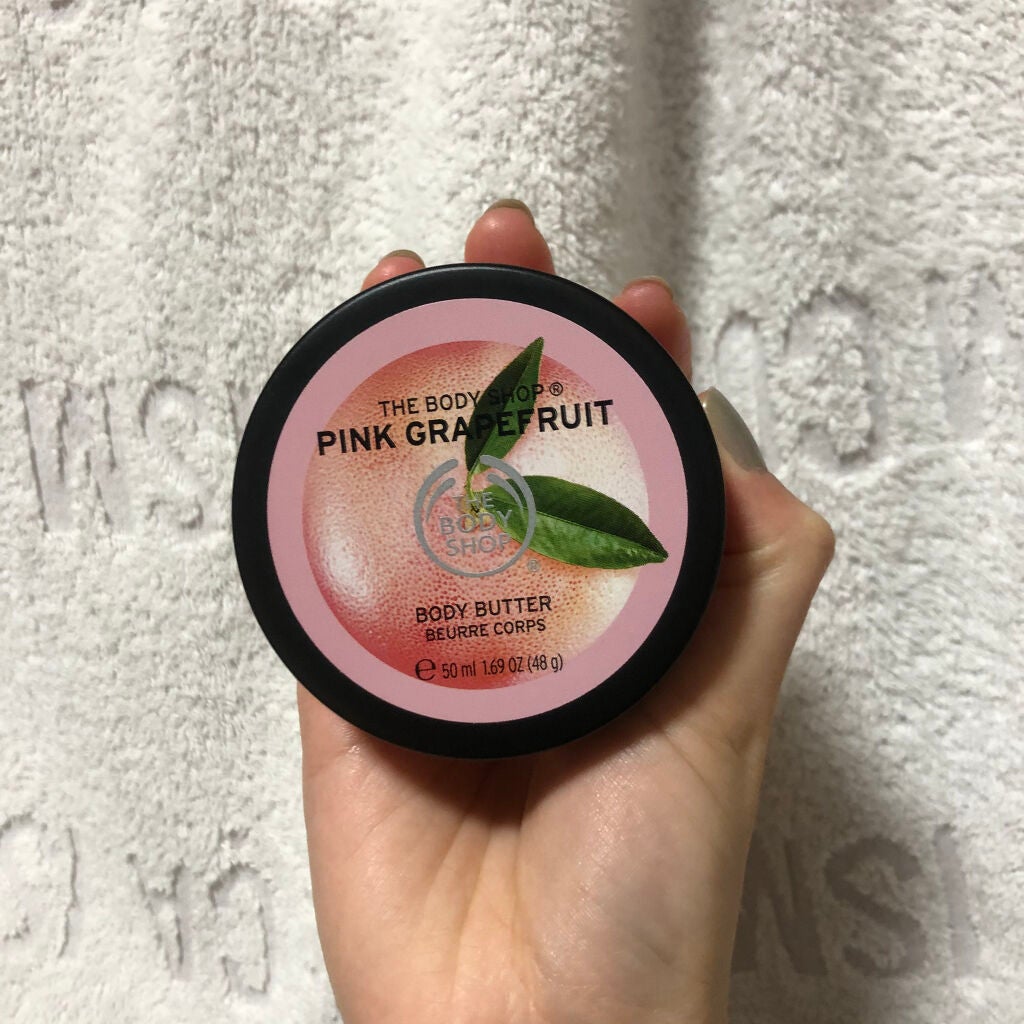 THE BODY SHOP®
PINK GRAPEFRUIT
THE
BODY
SHOP®
BODY BUTTER
BEURRE CORPS
℮ 50 ml 1.69 OZ (48 g)